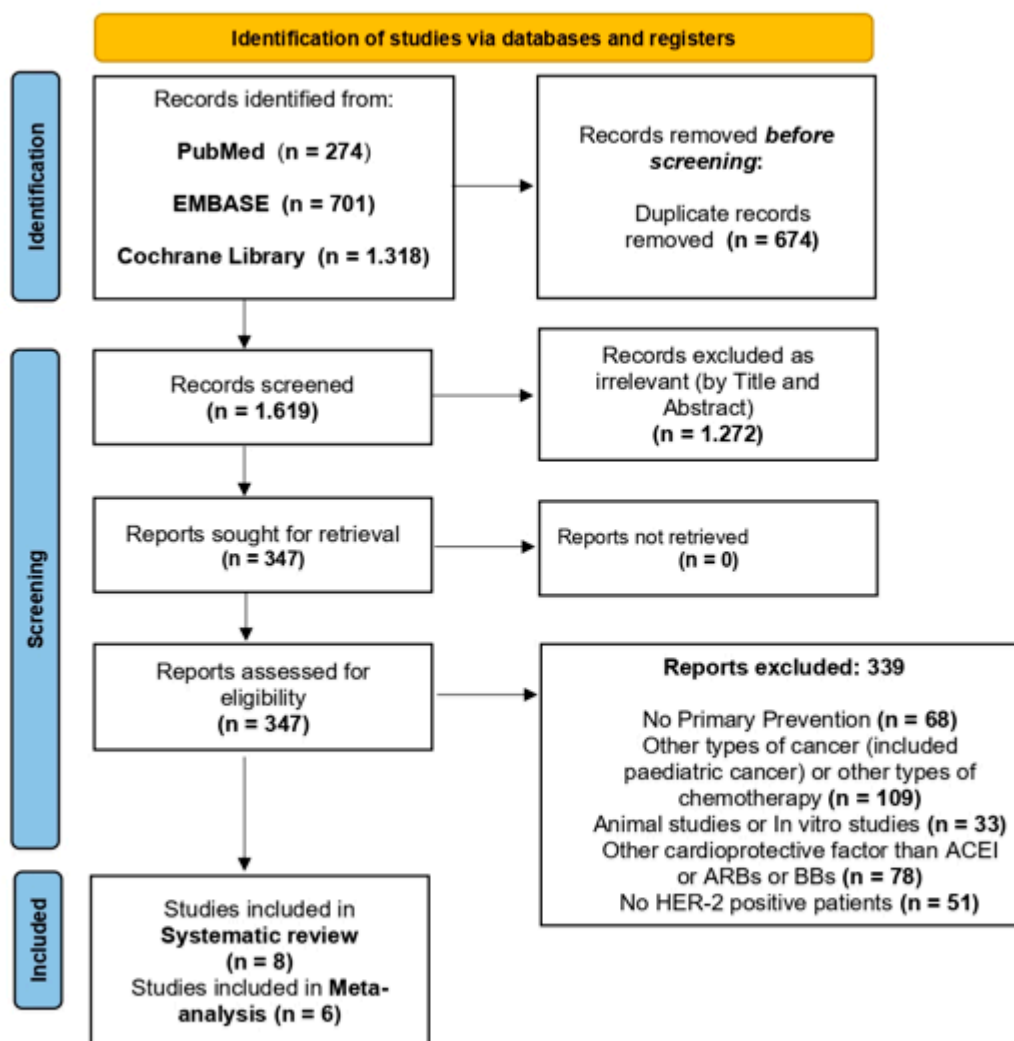 Identification of studies via databases and registers
Identification
Records identified from:
PubMed (n = 274)
EMBASE (n = 701)
Cochrane Library (n = 1.318)
Records removed before
screening:
Duplicate records
removed (n = 674)
Screening
Records screened
(n = 1.619)
Records excluded as
irrelevant (by Title and
Abstract)
(n = 1.272)
Reports sought for retrieval
(n = 347)
Reports not retrieved
(n = 0)
Reports assessed for
eligibility
(n = 347)
Reports excluded: 339
No Primary Prevention (n = 68)
Other types of cancer (included
paediatric cancer) or other types of
chemotherapy (n = 109)
Animal studies or In vitro studies (n = 33)
Other cardioprotective factor than ACEI
or ARBs or BBs (n = 78)
No HER-2 positive patients (n = 51)
Included
Studies included in
Systematic review
(n = 8)
Studies included in Meta-
analysis (n = 6)